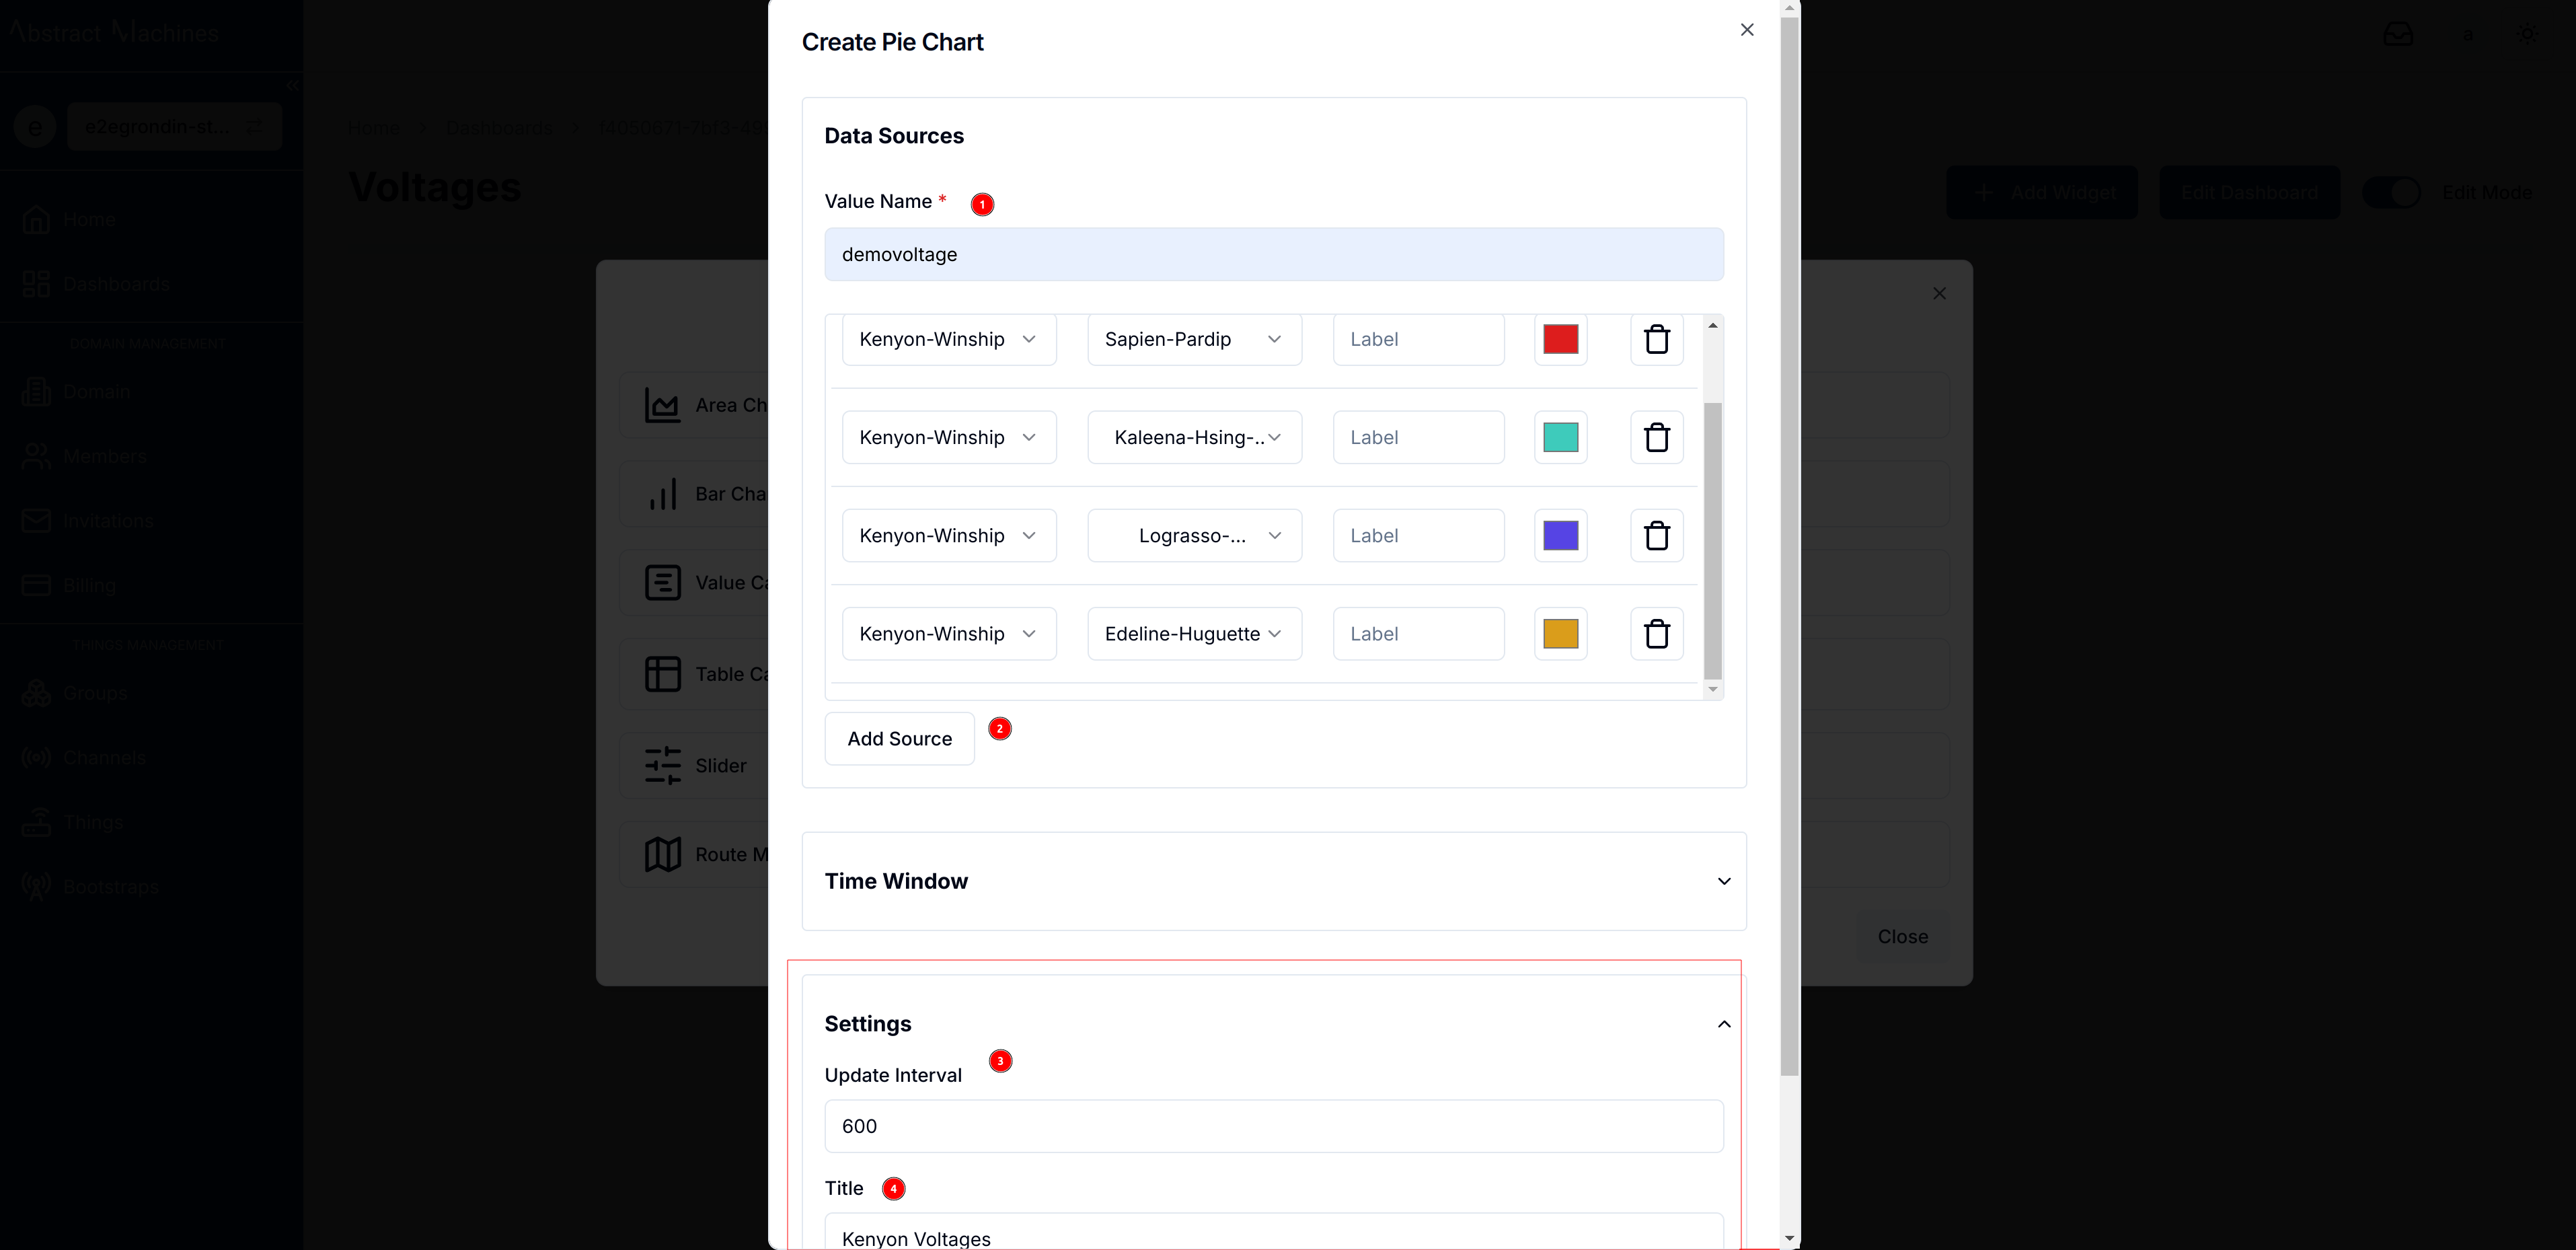 Abstract Machines
Create Pie Chart
a
e
e2egrondin-st...
Home
Dashboards
Voltages
Add Widget
Edit Dashboard
Edit Mode
Home
Dashboards
DOMAIN MANAGEMENT
Domain
Members
Invitations
Billing
THINGS MANAGEMENT
Groups
Channels
Things
Bootstraps
Area Ch
Bar Cha
Value Ca
Table Ca
Slider
Route M
Close
Data Sources
Value Name *
1
demovoltage
Kenyon-Winship
Sapien-Pardip
Label
Kenyon-Winship
Kaleena-Hsing-..
Label
Kenyon-Winship
Lograsso-...
Label
Kenyon-Winship
Edeline-Huguette
Label
Add Source
2
Time Window
Settings
3
Update Interval
600
Title
4
Kenyon Voltages